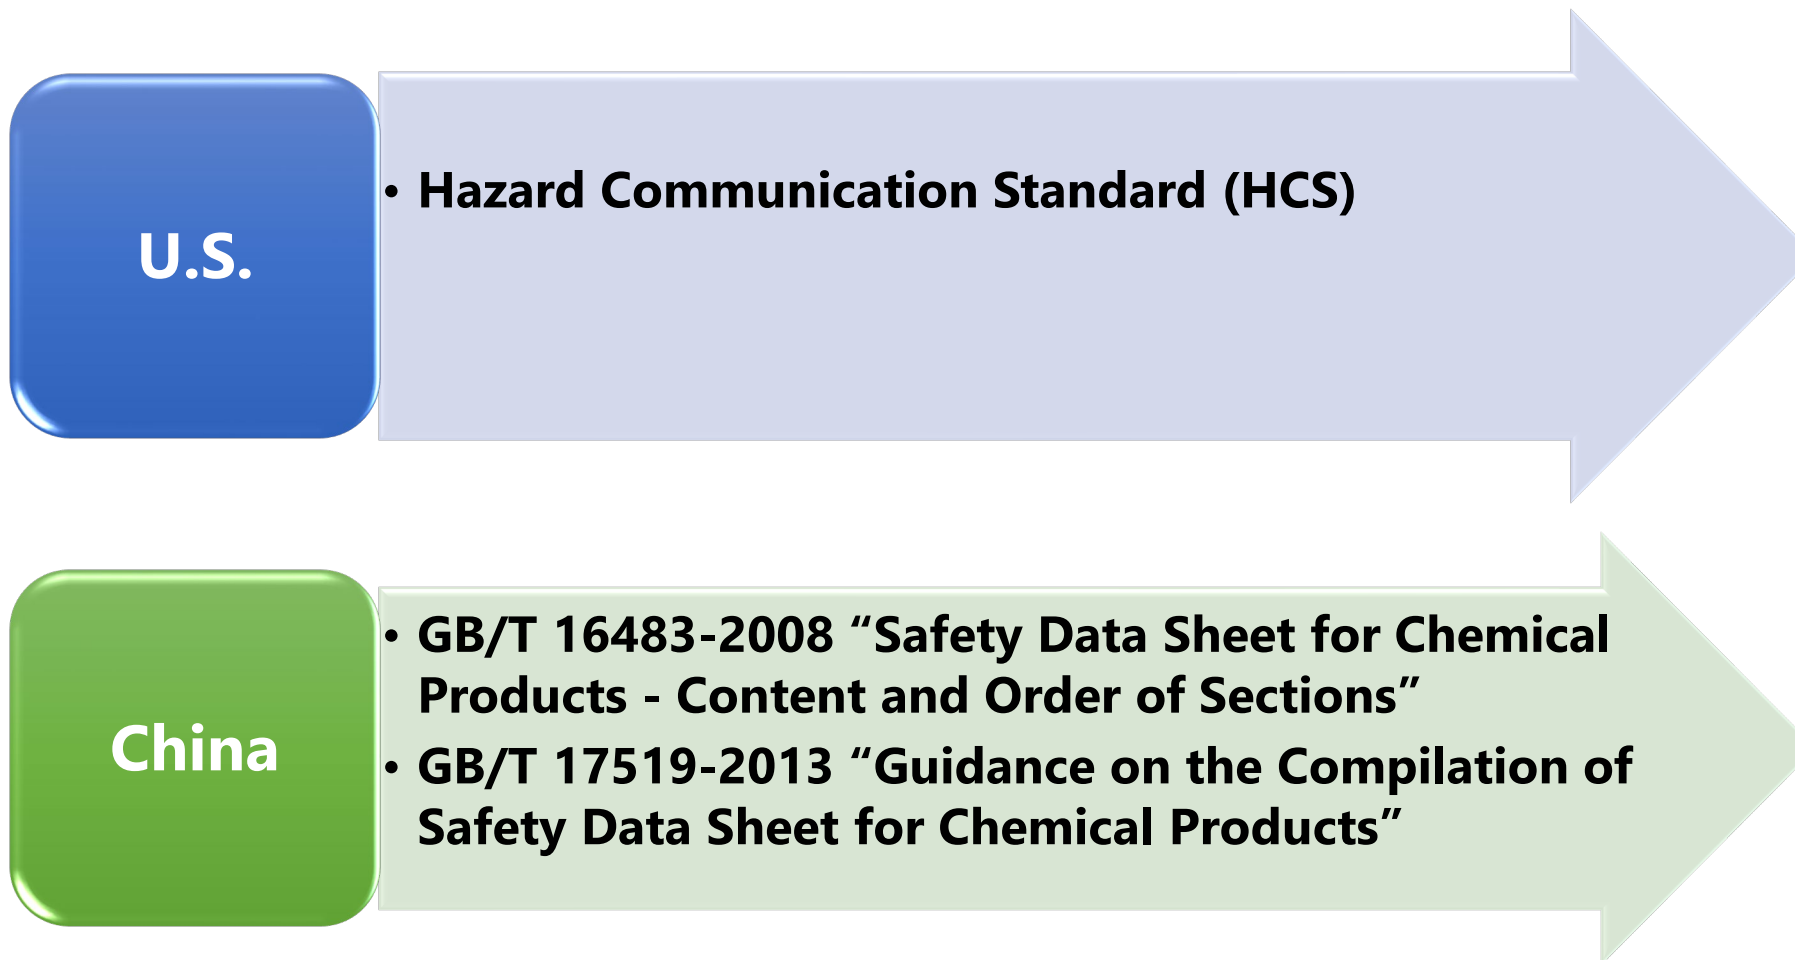 U.S.
• Hazard Communication Standard (HCS)
China
• GB/T 16483-2008 “Safety Data Sheet for Chemical
Products - Content and Order of Sections”
• GB/T 17519-2013 “Guidance on the Compilation of
Safety Data Sheet for Chemical Products”